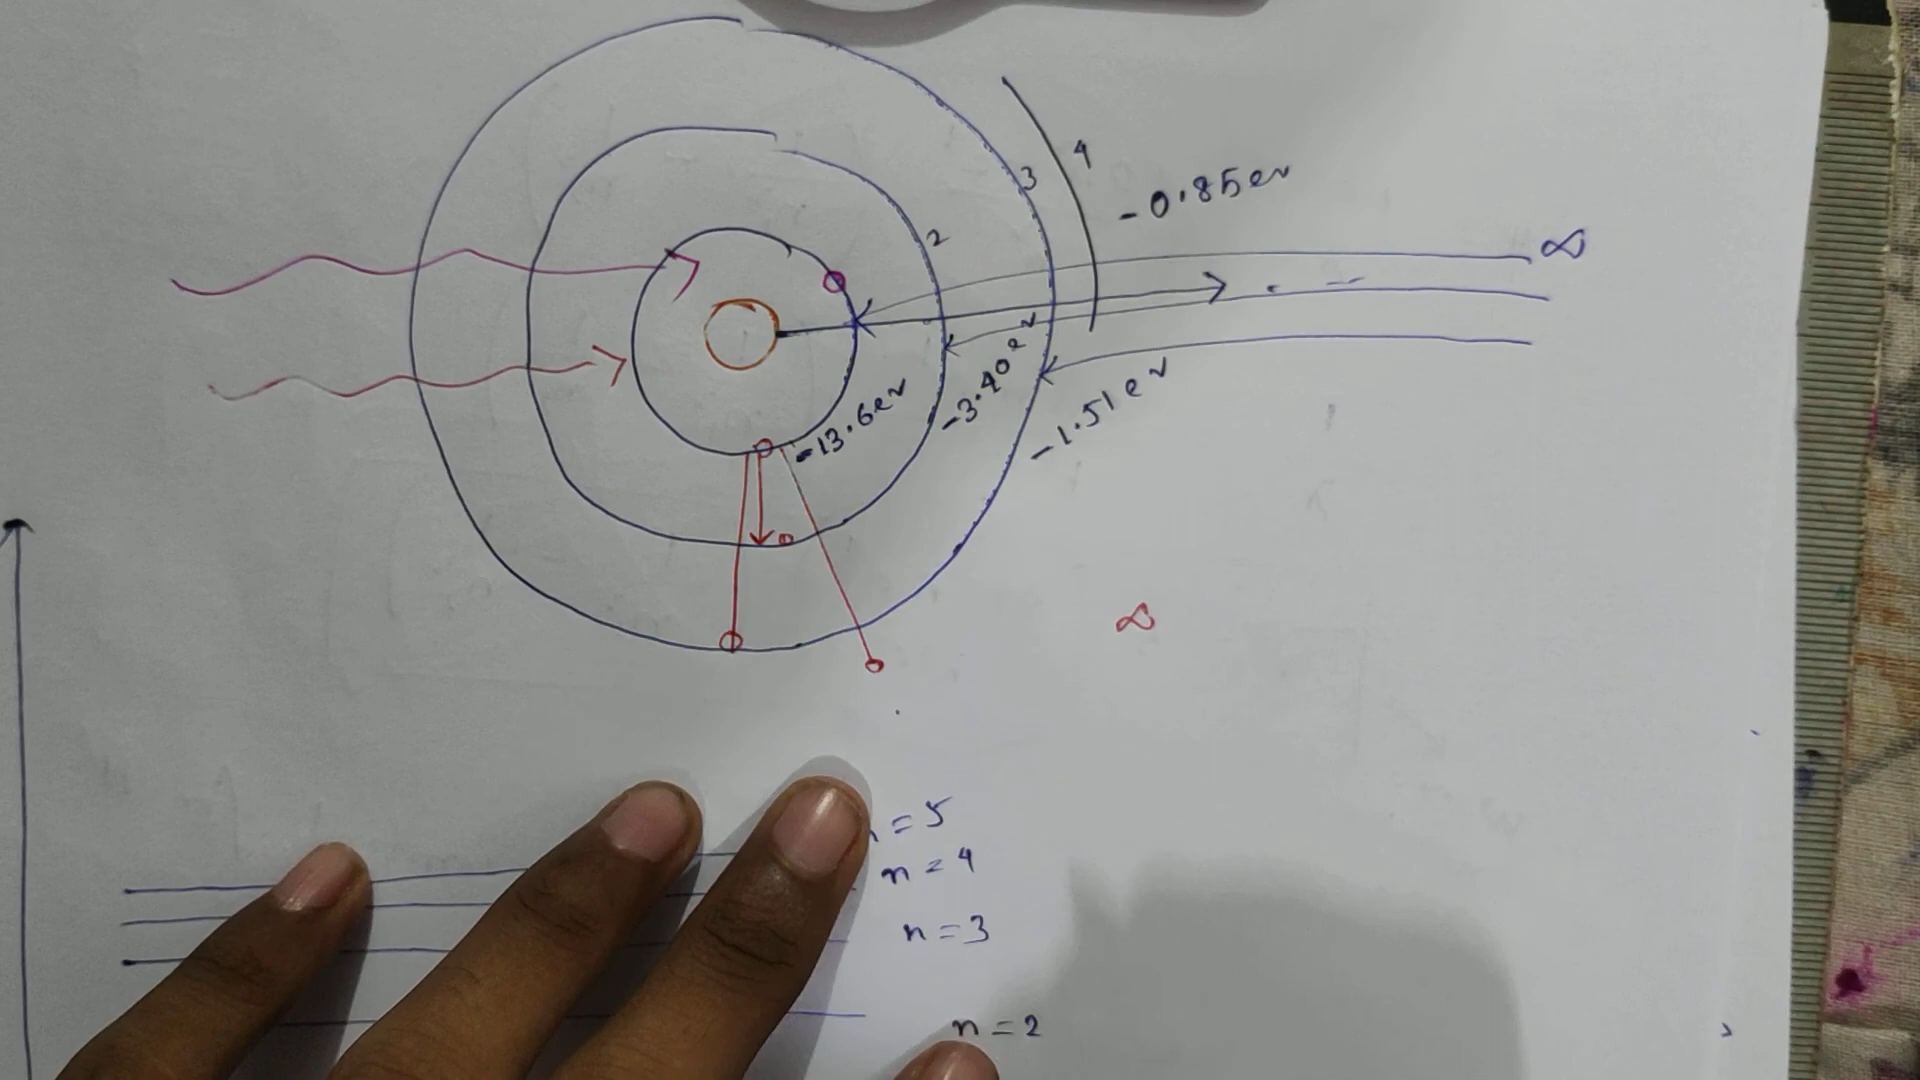 4
3
-0.85ev
2
∞
-3.40ev
-13.6ev
-1.51ev
∞
n=5
n=4
n=3
n=2